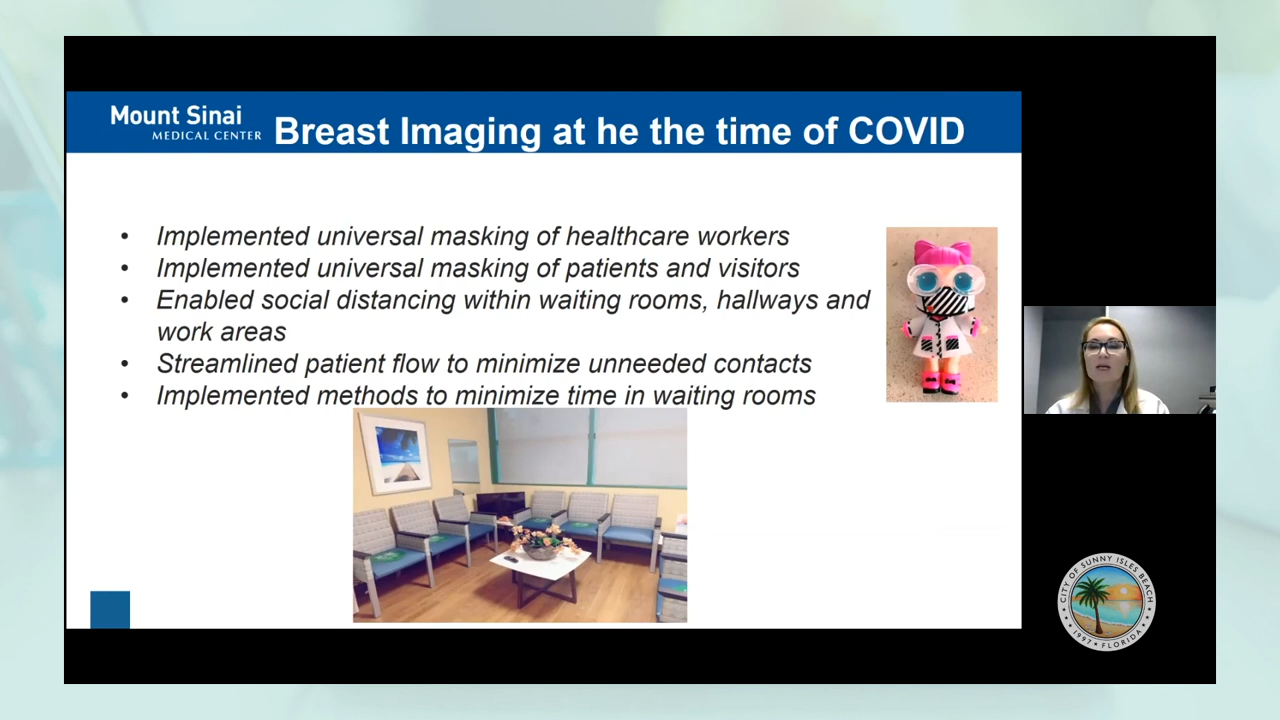 Mount Sinai
MEDICAL CENTER
Breast Imaging at he the time of COVID
• Implemented universal masking of healthcare workers
• Implemented universal masking of patients and visitors
• Enabled social distancing within waiting rooms, hallways and
work areas
• Streamlined patient flow to minimize unneeded contacts
• Implemented methods to minimize time in waiting rooms
CITY OF SUNNY ISLES BEACH
1997 • FLORIDA